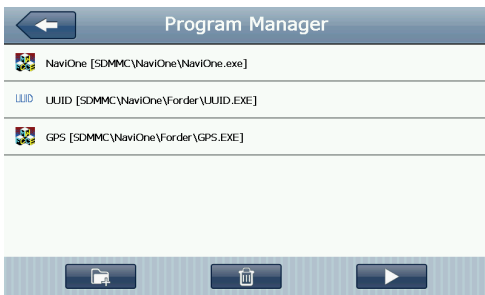 Program Manager
NaviOne [SDMMC\NaviOne\NaviOne.exe]
UUID UUID [SDMMC\NaviOne\Forder\UUID.EXE]
GPS [SDMMC\NaviOne\Forder\GPS.EXE]